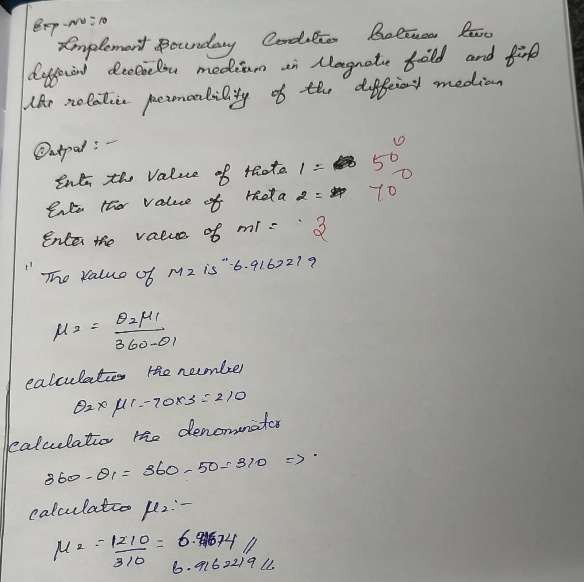 Exp-No:10
Implement Boundary Condition between two
different dielectric medium in Magnetic field and find
the relative permeability of the different median
Output :-
Enter the value of theta 1 = 50°
Enter the value of theta 2 = 70°
Enter the value of m1 = 3
"The value of M2 is" 6.9162219
μ2 = θ2μ1 / 360-θ1
calculation the number
θ2 x μ1 = 70x3 = 210
calculation the denominator
360 - θ1 = 360 - 50 = 310 =>
calculation μ2:-
μ2 = 1210 / 310 = 6.91674 //
6.9162219 //